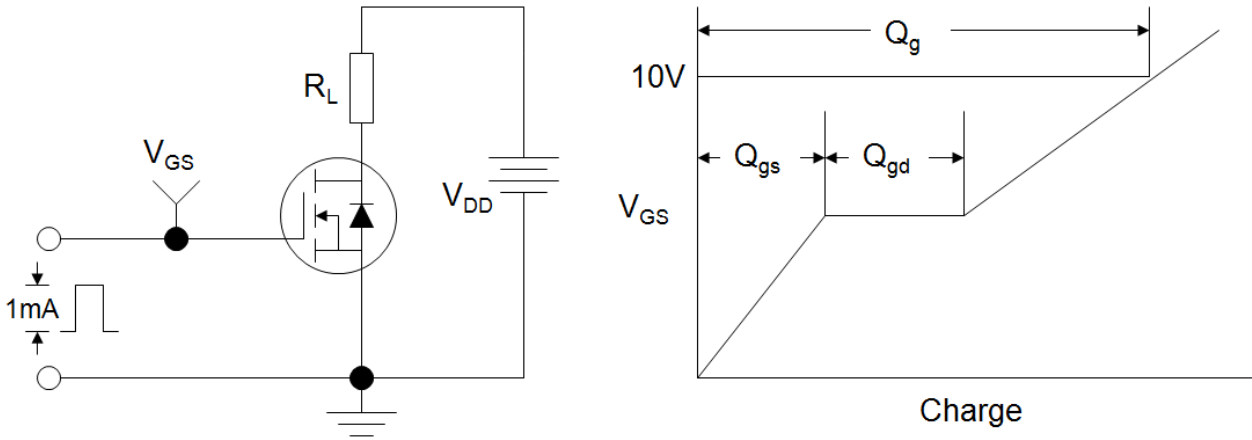 R_L
V_GS
V_DD
1mA
Q_g
10V
Q_gs
Q_gd
V_GS
Charge